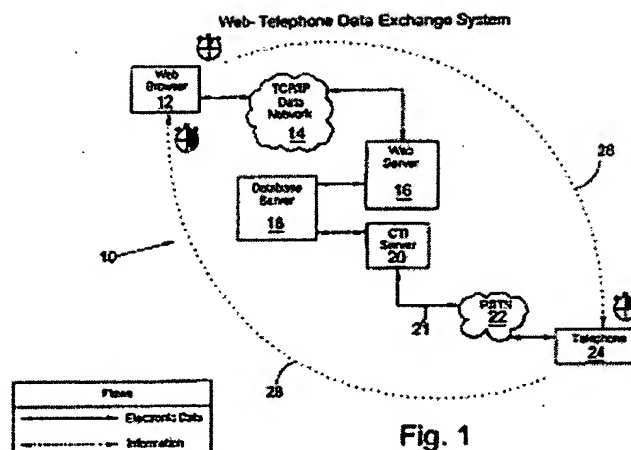 Web- Telephone Data Exchange System
Web
Browser
12
TCP/IP
Data
Network
14
Web
Server
16
28
Database
Server
18
CTI
Server
20
10
21
PSTN
22
Telephone
24
28
Flows
Electronic Data
Information
Fig. 1